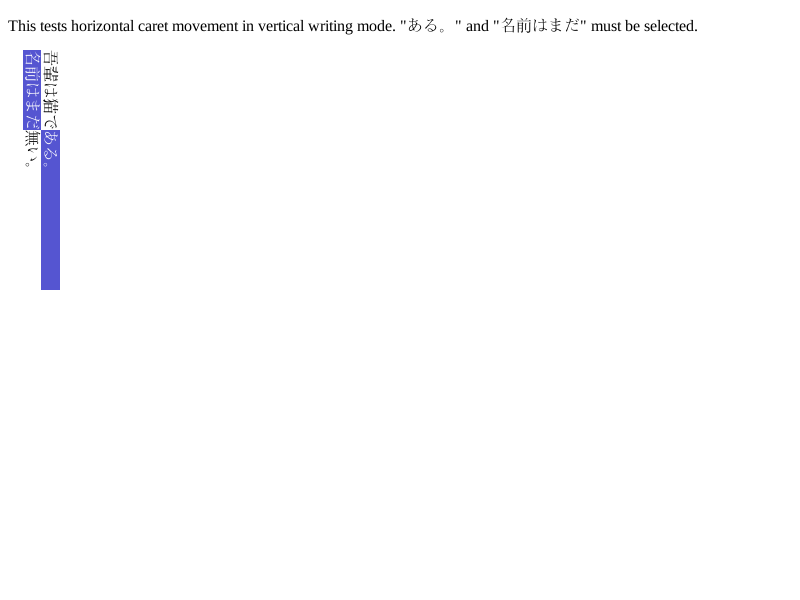 This tests horizontal caret movement in vertical writing mode. "ある。" and "名前はまだ" must be selected.
吾輩は猫である。
名前はまだ無い。